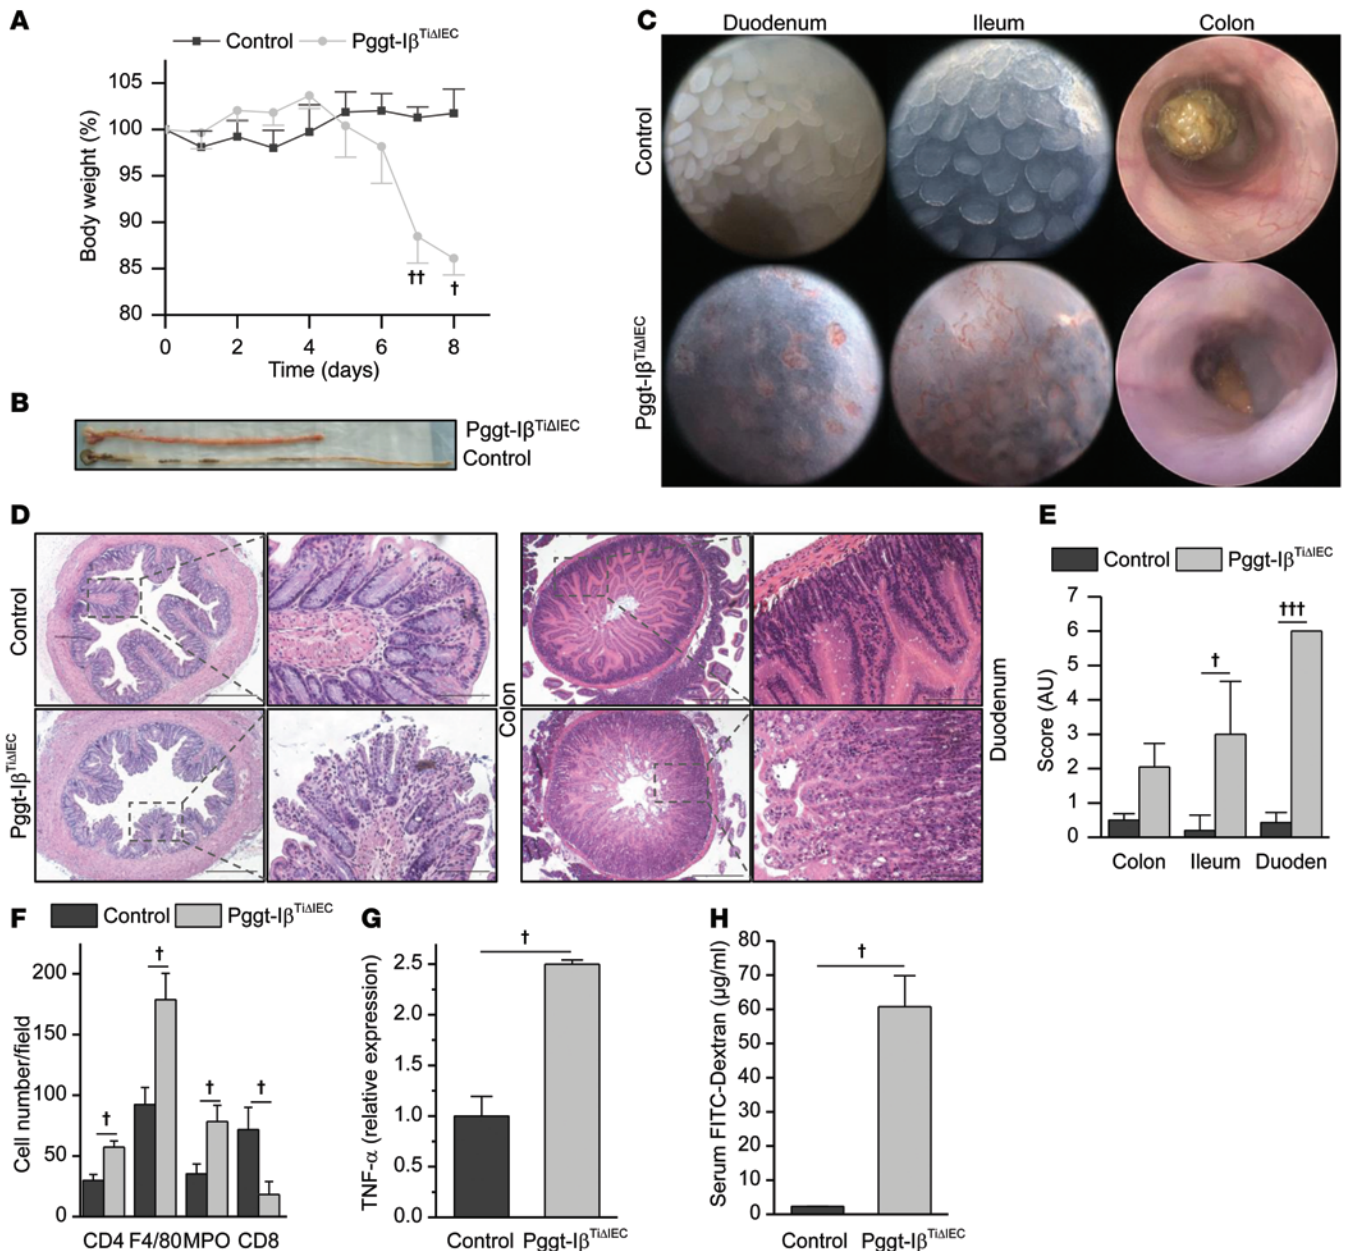 A
Control Pggt-Iβ^TiΔIEC
Body weight (%)
105
100
95
90
85
80
††
†
0 2 4 6 8
Time (days)
B
Pggt-Iβ^TiΔIEC
Control
C
Duodenum Ileum Colon
Control
Pggt-Iβ^TiΔIEC
D
Control
Pggt-Iβ^TiΔIEC
Colon
Duodenum
E
Control Pggt-Iβ^TiΔIEC
Score (AU)
7
6
5
4
3
2
1
0
†
†††
Colon Ileum Duoden
F
Control Pggt-Iβ^TiΔIEC
Cell number/field
200
150
100
50
0
†
†
†
†
CD4 F4/80 MPO CD8
G
TNF-α (relative expression)
2.5
2.0
1.5
1.0
0.5
0.0
†
Control Pggt-Iβ^TiΔIEC
H
Serum FITC-Dextran (μg/ml)
80
70
60
50
40
30
20
10
0
†
Control Pggt-Iβ^TiΔIEC